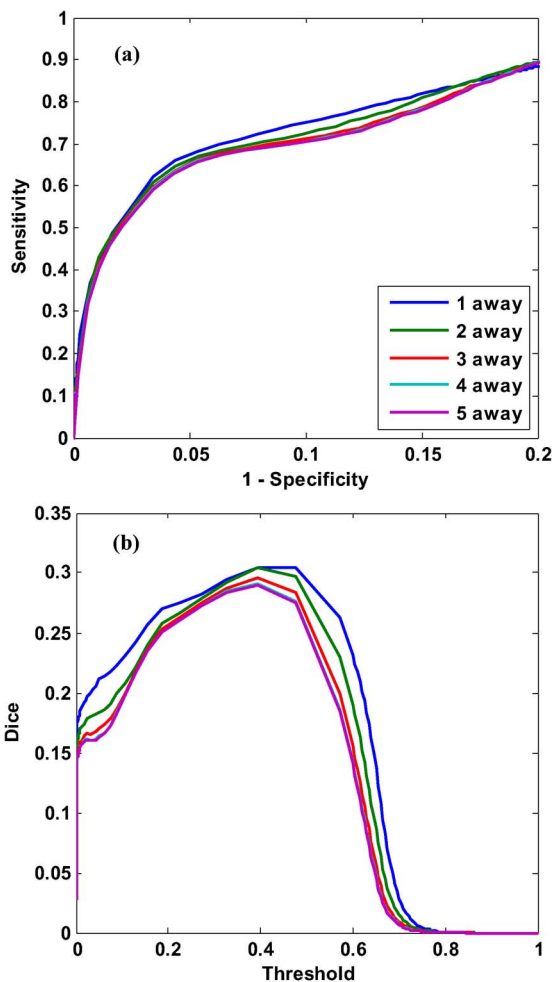 1
(a)
0.9
0.8
0.7
0.6
0.5
0.4
0.3
0.2
0.1
0
Sensitivity
1 away
2 away
3 away
4 away
5 away
0 0.05 0.1 0.15 0.2
1 - Specificity
0.35
(b)
0.3
0.25
0.2
0.15
0.1
0.05
0
Dice
0 0.2 0.4 0.6 0.8 1
Threshold